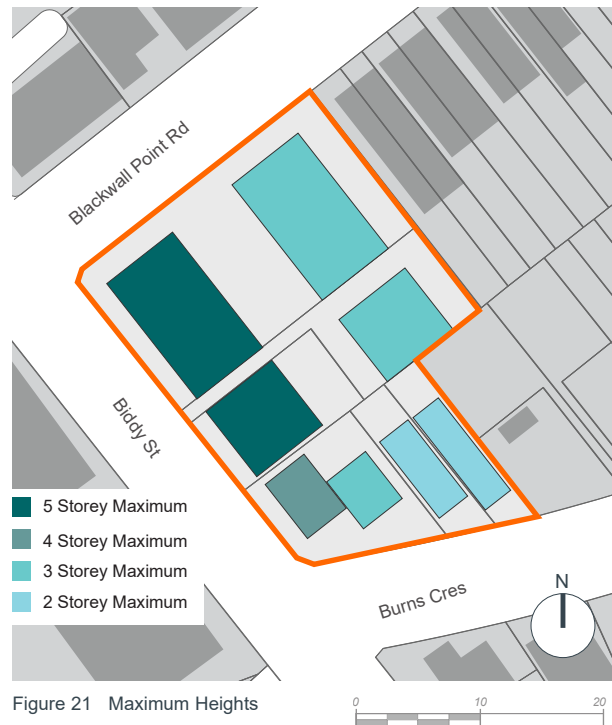 Blackwall Point Rd
Biddy St
5 Storey Maximum
4 Storey Maximum
3 Storey Maximum
2 Storey Maximum
Burns Cres
N
Figure 21 Maximum Heights
0 10 20